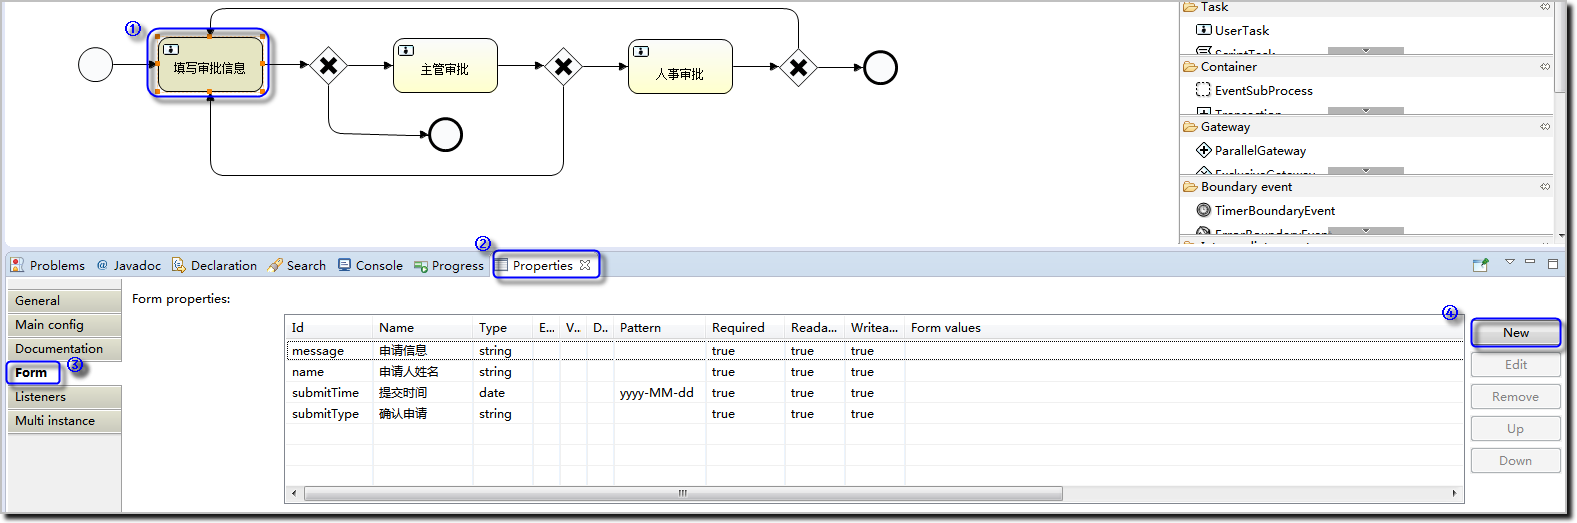 ①
填写审批信息
主管审批
人事审批
Task
UserTask
ScriptTask
Container
EventSubProcess
Transaction
Gateway
ParallelGateway
ExclusiveGateway
Boundary event
TimerBoundaryEvent
ErrorBoundaryEven
②
Problems
@ Javadoc
Declaration
Search
Console
Progress
Properties
General
Main config
Documentation
Form
③
Listeners
Multi instance
Form properties:
Id Name Type E... V... D... Pattern Required Reada... Writea... Form values
message 申请信息 string true true true
name 申请人姓名 string true true true
submitTime 提交时间 date yyyy-MM-dd true true true
submitType 确认申请 string true true true
④
New
Edit
Remove
Up
Down